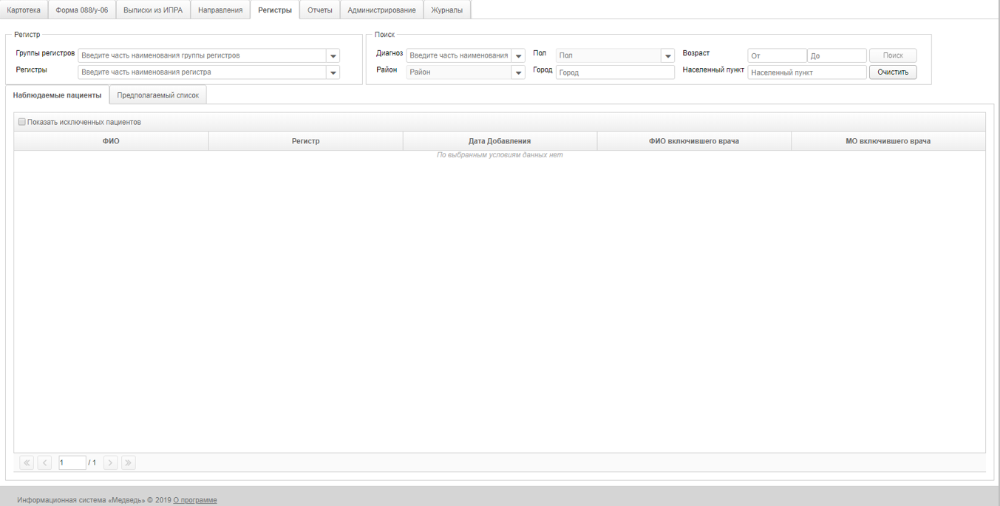 Картотека Форма 088/у-06 Выписки из ИПРА Направления Регистры Отчеты Администрирование Журналы
Регистр Поиск
Группы регистров Введите часть наименования группы регистров Диагноз Введите часть наименования Пол Пол Возраст От До Поиск
Регистры Введите часть наименования регистра Район Район Город Город Населенный пункт Населенный пункт Очистить
Наблюдаемые пациенты Предполагаемый список
Показать исключенных пациентов
ФИО Регистр Дата Добавления ФИО включившего врача МО включившего врача
По выбранным условиям данных нет
1 / 1
Информационная система «Медведь» © 2019 О программе